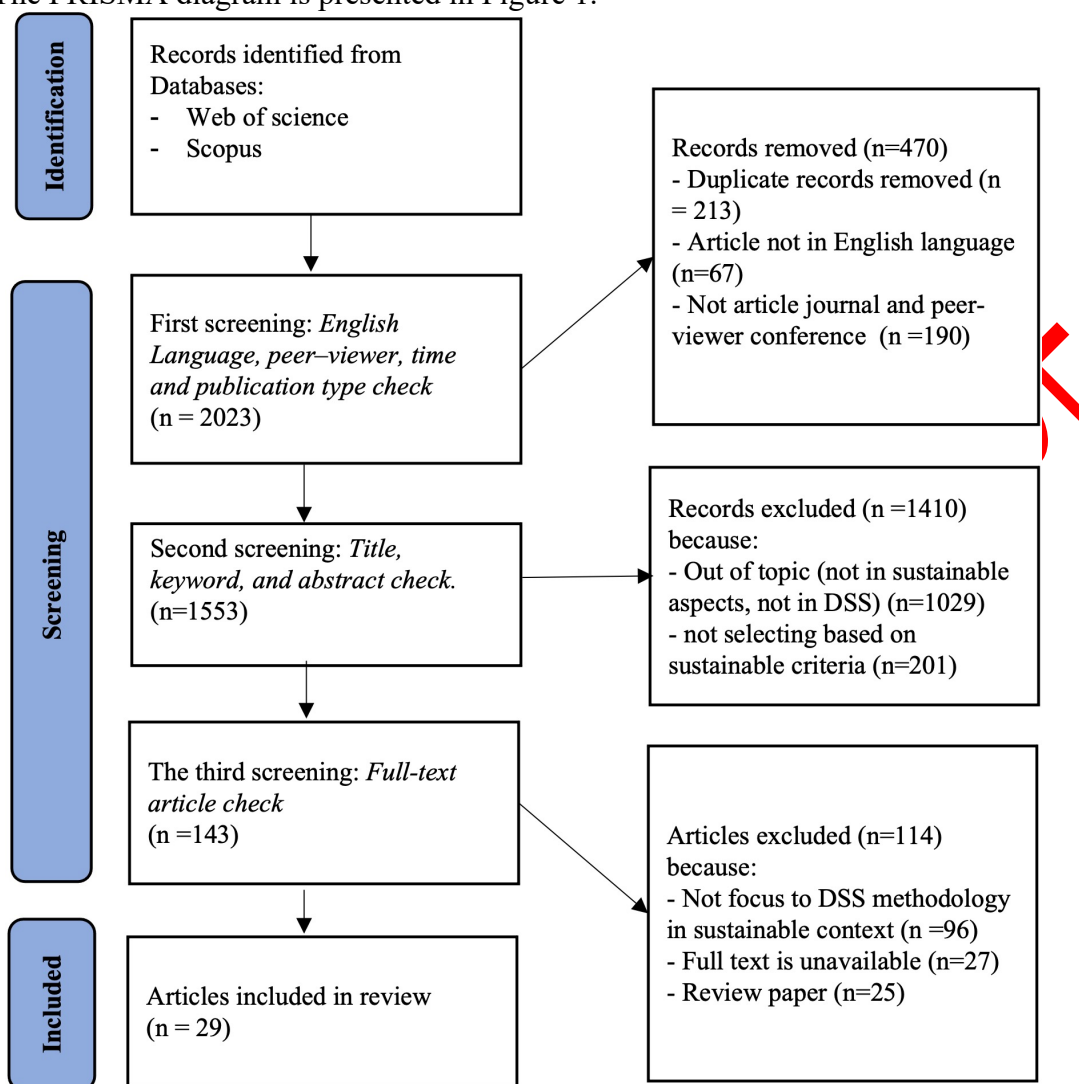 The PRISMA diagram is presented in Figure 1.
Identification
Records identified from
Databases:
- Web of science
- Scopus
Records removed (n=470)
- Duplicate records removed (n
= 213)
- Article not in English language
(n=67)
- Not article journal and peer-
viewer conference (n =190)
Screening
First screening: English
Language, peer–viewer, time
and publication type check
(n = 2023)
Second screening: Title,
keyword, and abstract check.
(n=1553)
Records excluded (n =1410)
because:
- Out of topic (not in sustainable
aspects, not in DSS) (n=1029)
- not selecting based on
sustainable criteria (n=201)
The third screening: Full-text
article check
(n =143)
Articles excluded (n=114)
because:
- Not focus to DSS methodology
in sustainable context (n =96)
- Full text is unavailable (n=27)
- Review paper (n=25)
Included
Articles included in review
(n = 29)